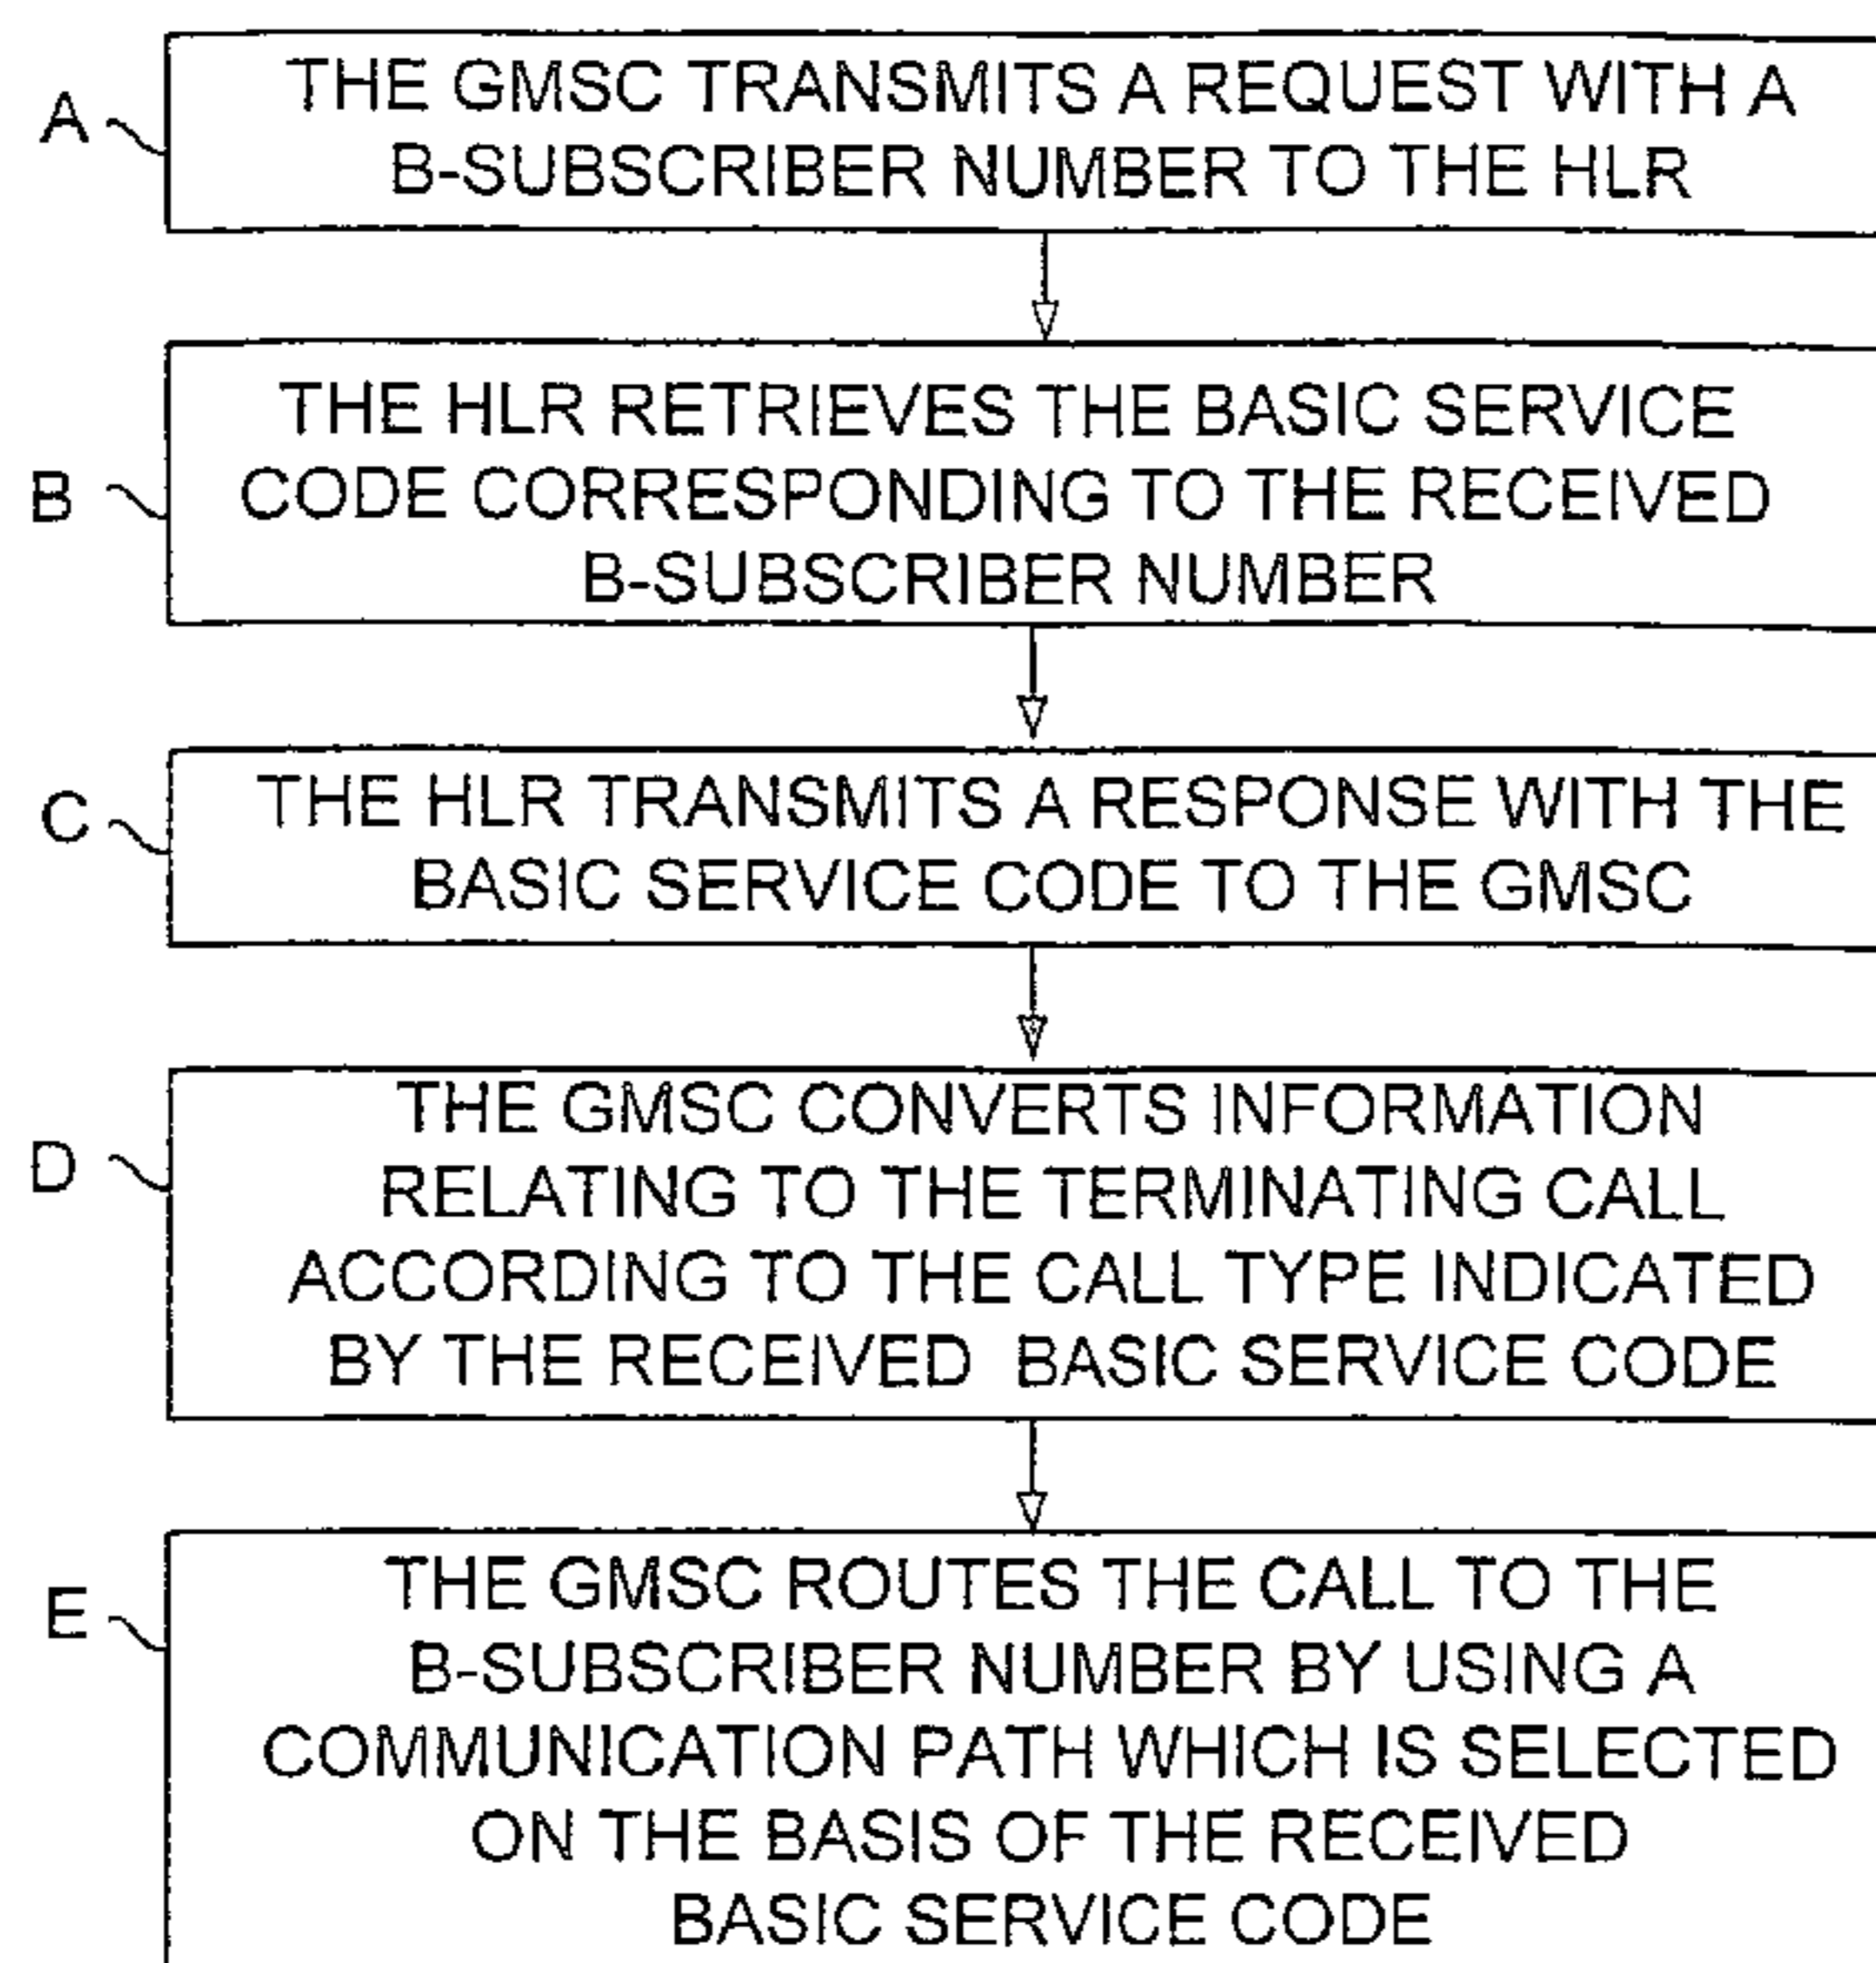 A
THE GMSC TRANSMITS A REQUEST WITH A
B-SUBSCRIBER NUMBER TO THE HLR
B
THE HLR RETRIEVES THE BASIC SERVICE
CODE CORRESPONDING TO THE RECEIVED
B-SUBSCRIBER NUMBER
C
THE HLR TRANSMITS A RESPONSE WITH THE
BASIC SERVICE CODE TO THE GMSC
D
THE GMSC CONVERTS INFORMATION
RELATING TO THE TERMINATING CALL
ACCORDING TO THE CALL TYPE INDICATED
BY THE RECEIVED BASIC SERVICE CODE
E
THE GMSC ROUTES THE CALL TO THE
B-SUBSCRIBER NUMBER BY USING A
COMMUNICATION PATH WHICH IS SELECTED
ON THE BASIS OF THE RECEIVED
BASIC SERVICE CODE